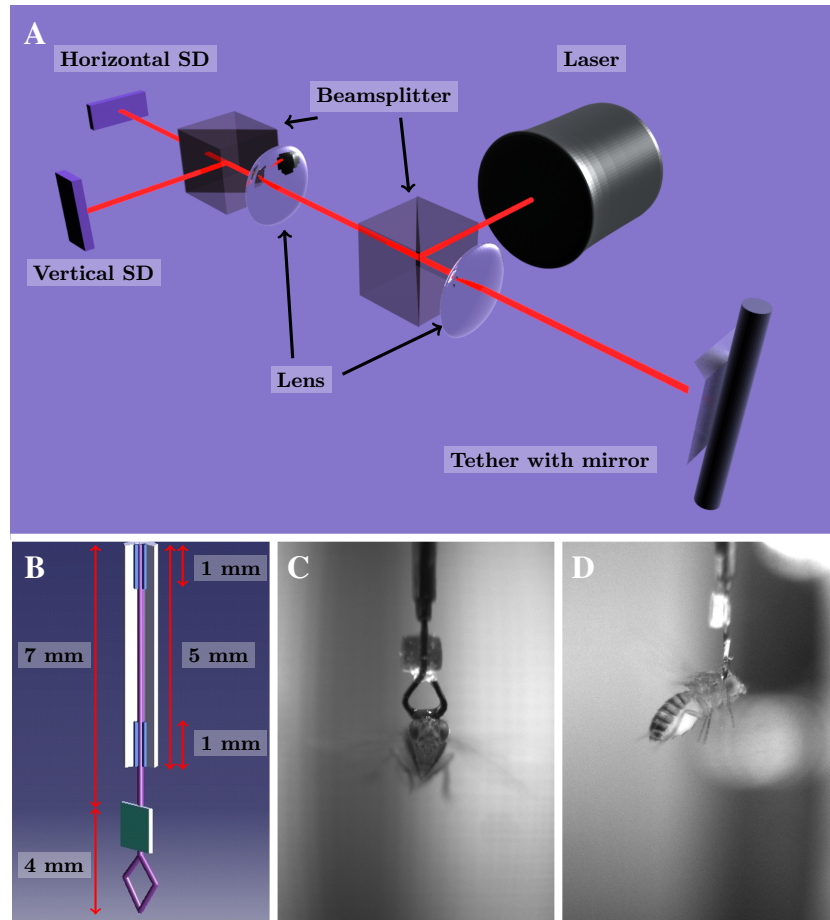 A
Horizontal SD
Laser
Beamsplitter
Vertical SD
Lens
Tether with mirror
B
1 mm
7 mm
5 mm
1 mm
4 mm
C
D